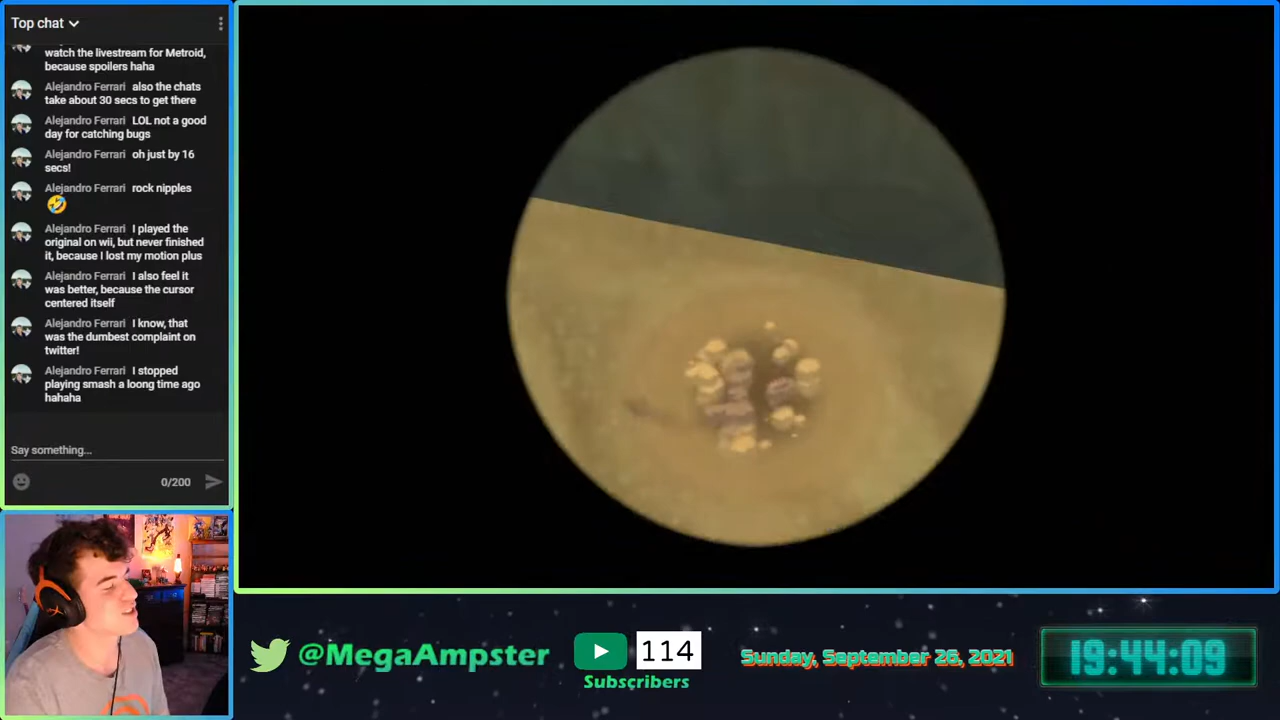 Top chat
watch the livestream for Metroid,
because spoilers haha
Alejandro Ferrari also the chats
take about 30 secs to get there
Alejandro Ferrari LOL not a good
day for catching bugs
Alejandro Ferrari oh just by 16
secs!
Alejandro Ferrari rock nipples
🤣
Alejandro Ferrari I played the
original on wii, but never finished
it, because I lost my motion plus
Alejandro Ferrari I also feel it
was better, because the cursor
centered itself
Alejandro Ferrari I know, that
was the dumbest complaint on
twitter!
Alejandro Ferrari I stopped
playing smash a loong time ago
hahaha
Say something...
0/200
@MegaAmpster
114
Subscribers
Sunday, September 26, 2021
19:44:09